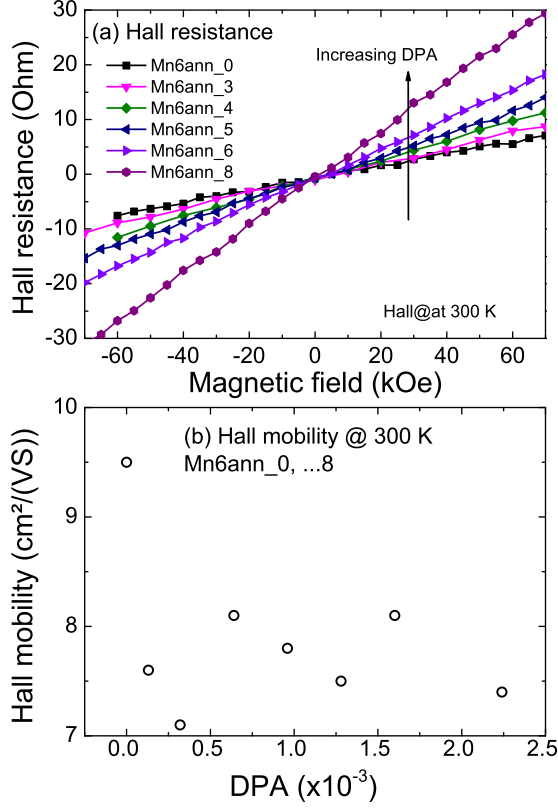 (a) Hall resistance
Increasing DPA
Mn6ann_0
Mn6ann_3
Mn6ann_4
Mn6ann_5
Mn6ann_6
Mn6ann_8
Hall@at 300 K
30
20
10
0
-10
-20
-30
Hall resistance (Ohm)
-60 -40 -20 0 20 40 60
Magnetic field (kOe)
(b) Hall mobility @ 300 K
Mn6ann_0, ...8
10
9
8
7
Hall mobility (cm²/(VS))
0.0 0.5 1.0 1.5 2.0 2.5
DPA (x10⁻³)